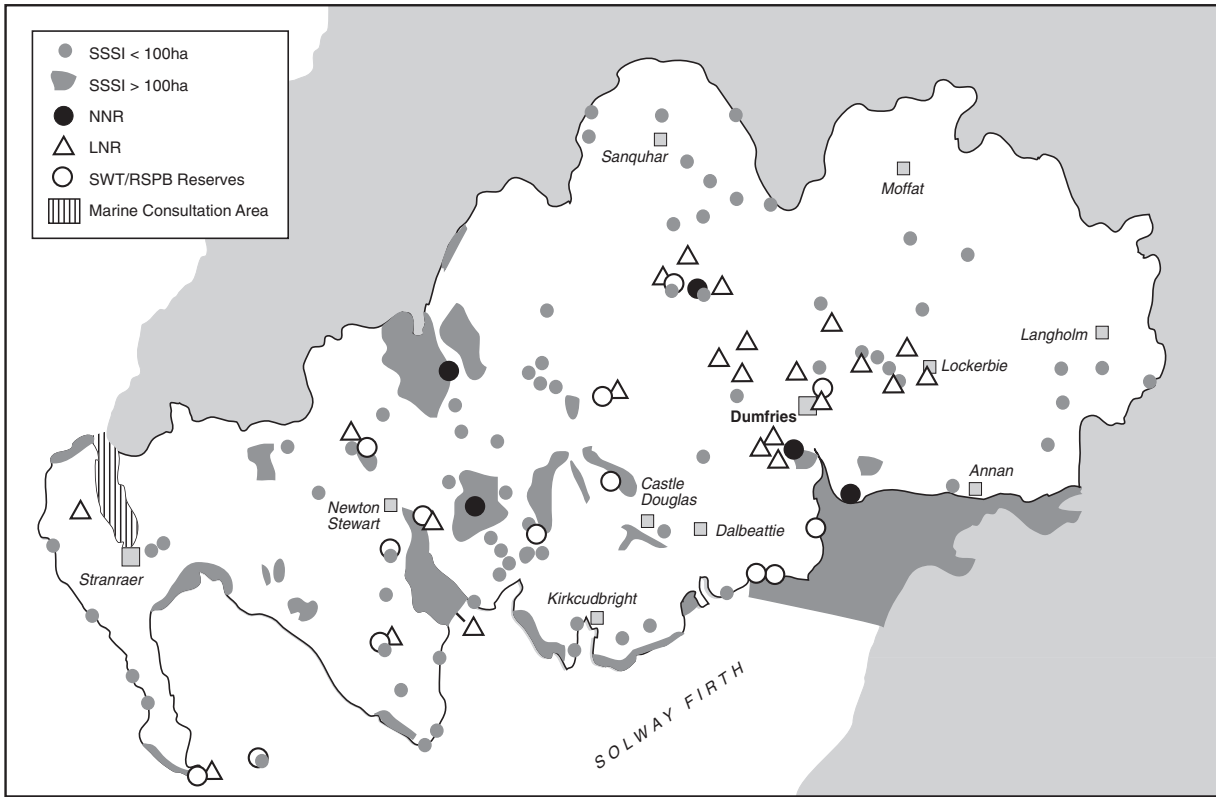 SSSI < 100ha
SSSI > 100ha
NNR
LNR
SWT/RSPB Reserves
Marine Consultation Area
Sanquhar
Moffat
Langholm
Lockerbie
Dumfries
Annan
Castle
Douglas
Dalbeattie
Newton
Stewart
Stranraer
Kirkcudbright
SOLWAY FIRTH